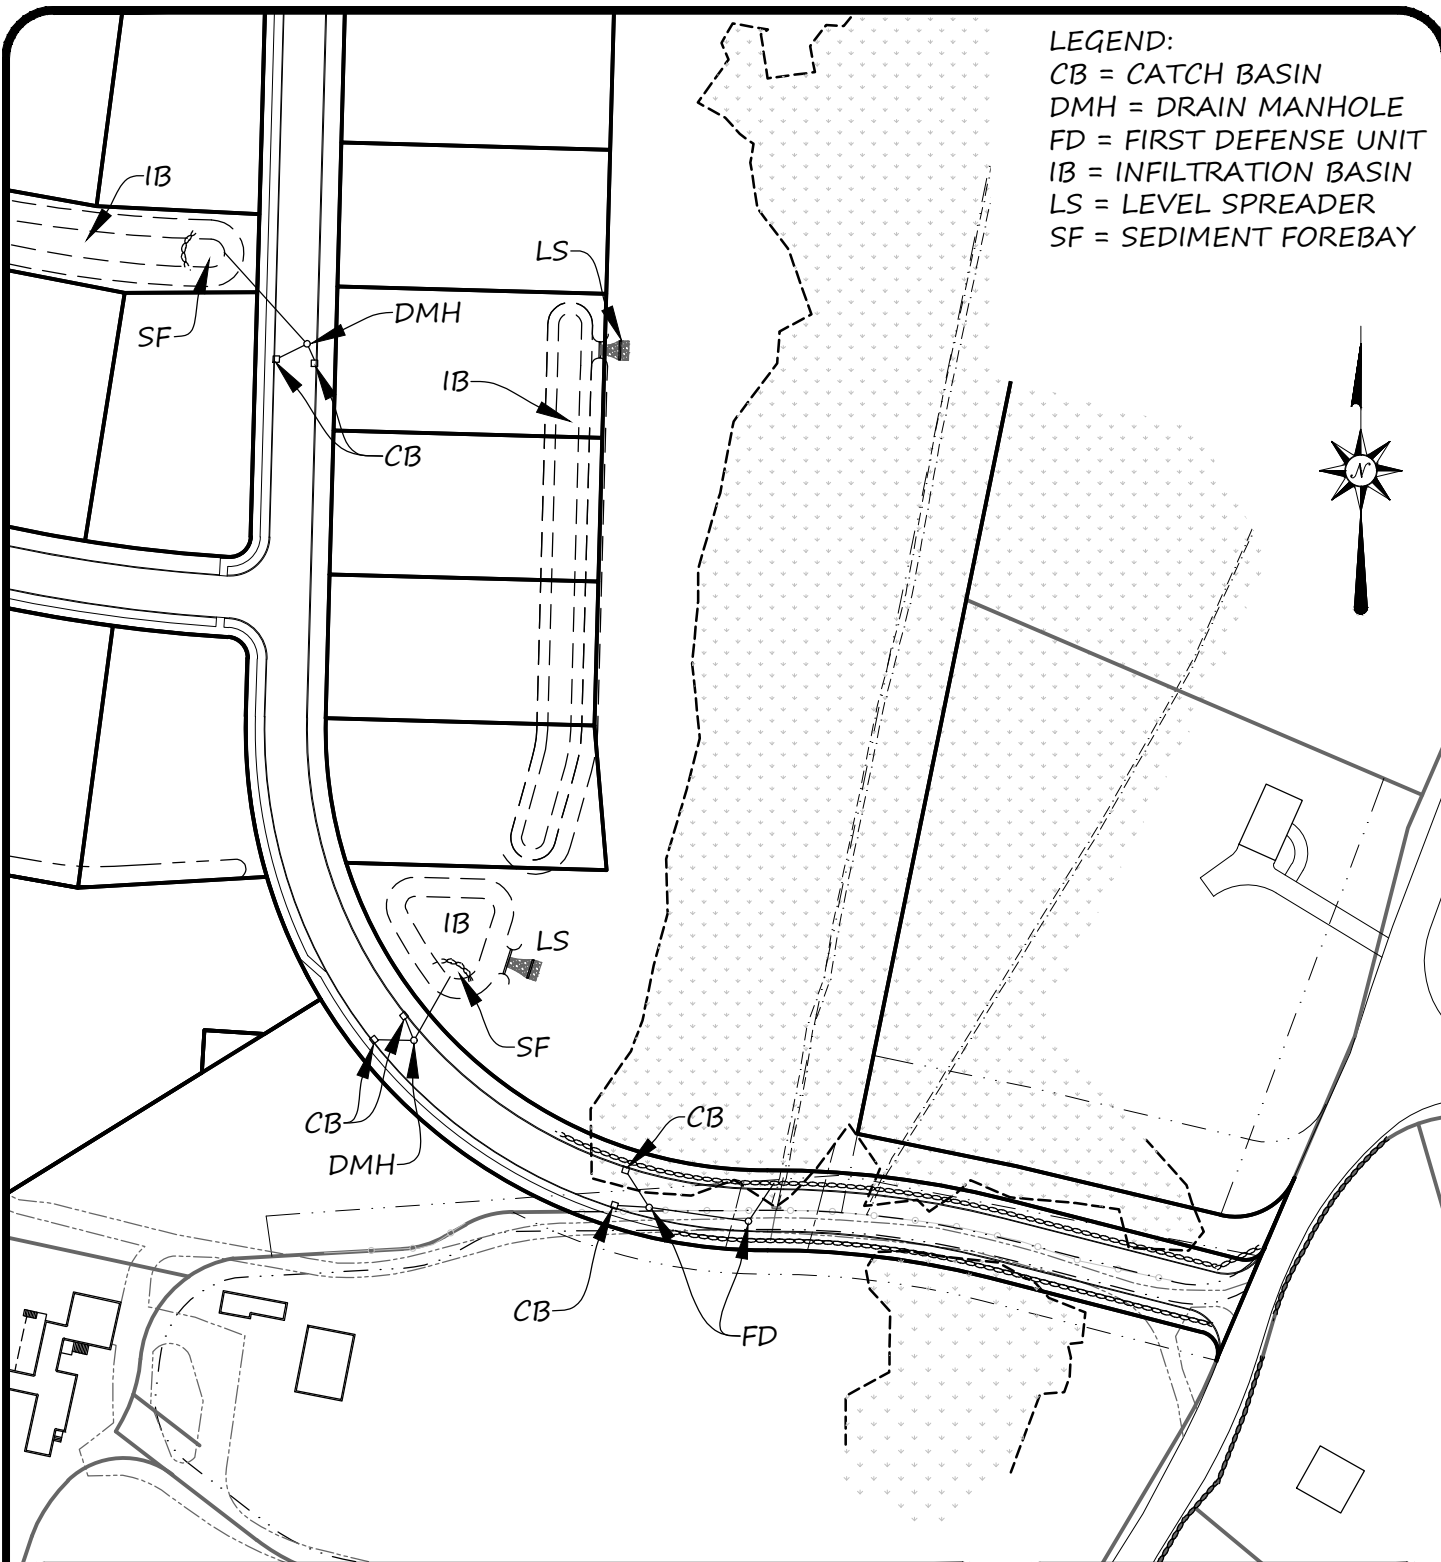 LEGEND:
CB = CATCH BASIN
DMH = DRAIN MANHOLE
FD = FIRST DEFENSE UNIT
IB = INFILTRATION BASIN
LS = LEVEL SPREADER
SF = SEDIMENT FOREBAY
IB
LS
DMH
SF
IB
CB
N
IB
LS
SF
CB
CB
DMH
CB
FD